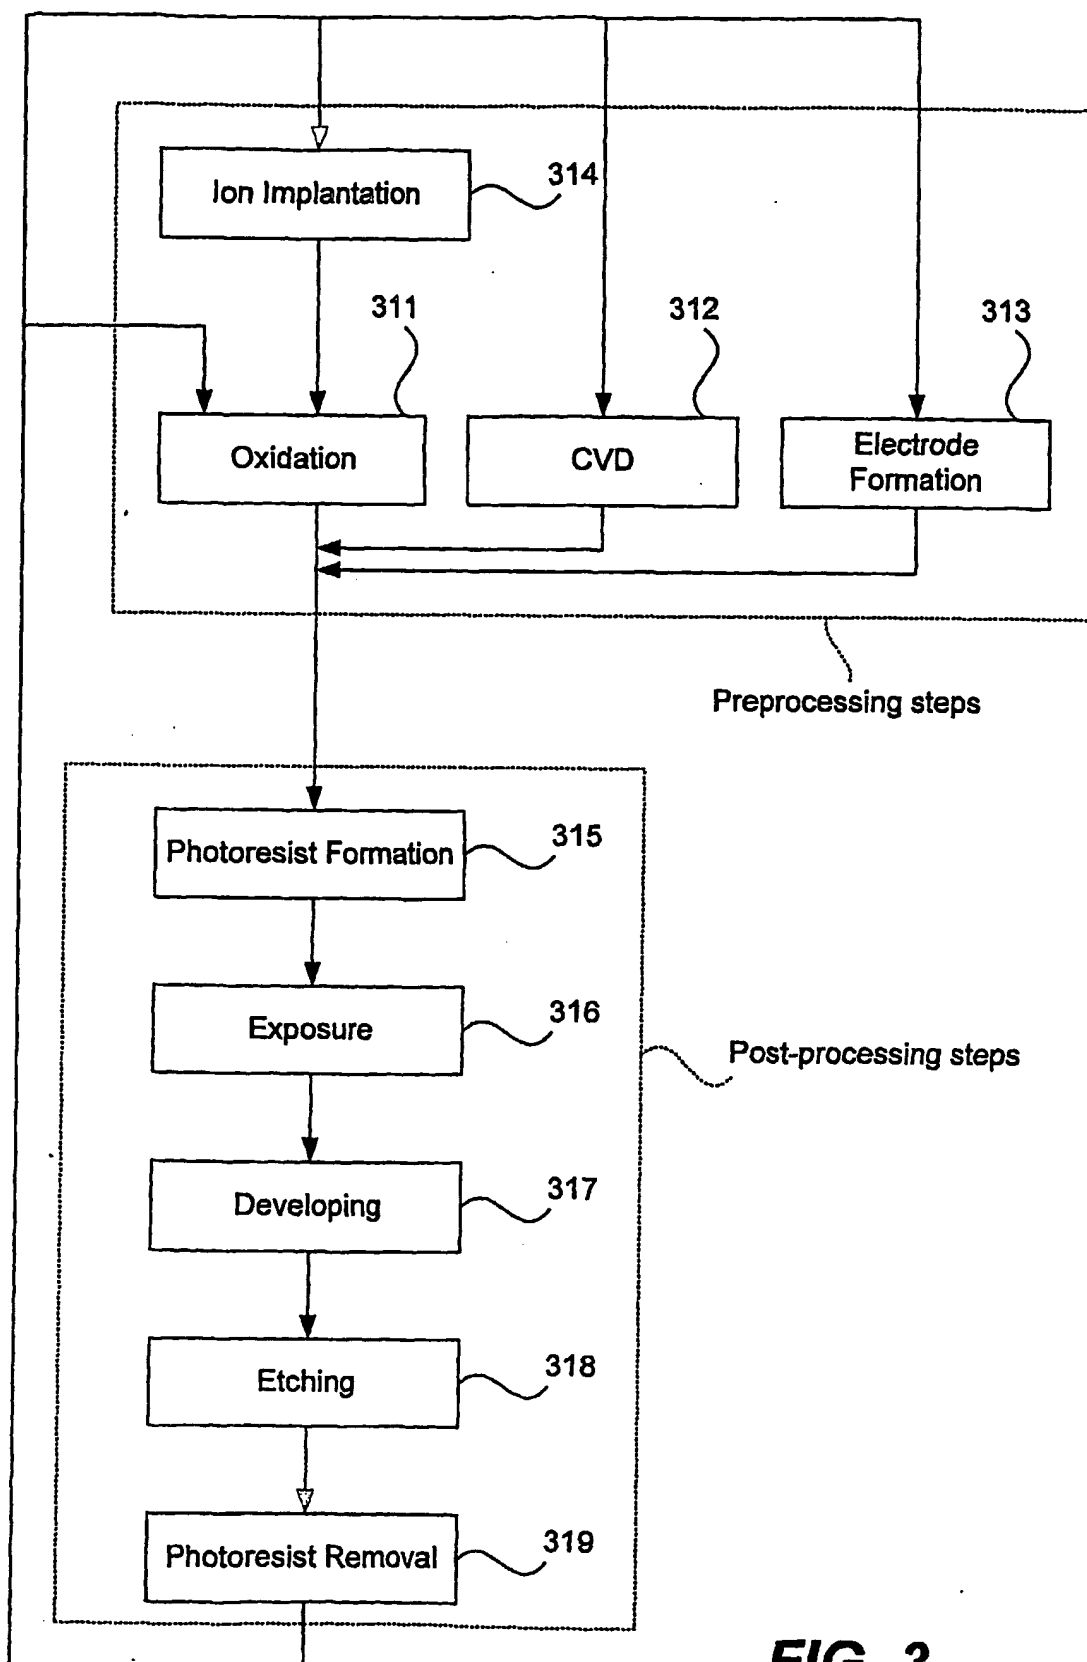 Ion Implantation
314
311
312
313
Oxidation
CVD
Electrode
Formation
Preprocessing steps
Photoresist Formation
315
Exposure
316
Post-processing steps
Developing
317
Etching
318
Photoresist Removal
319
FIG.